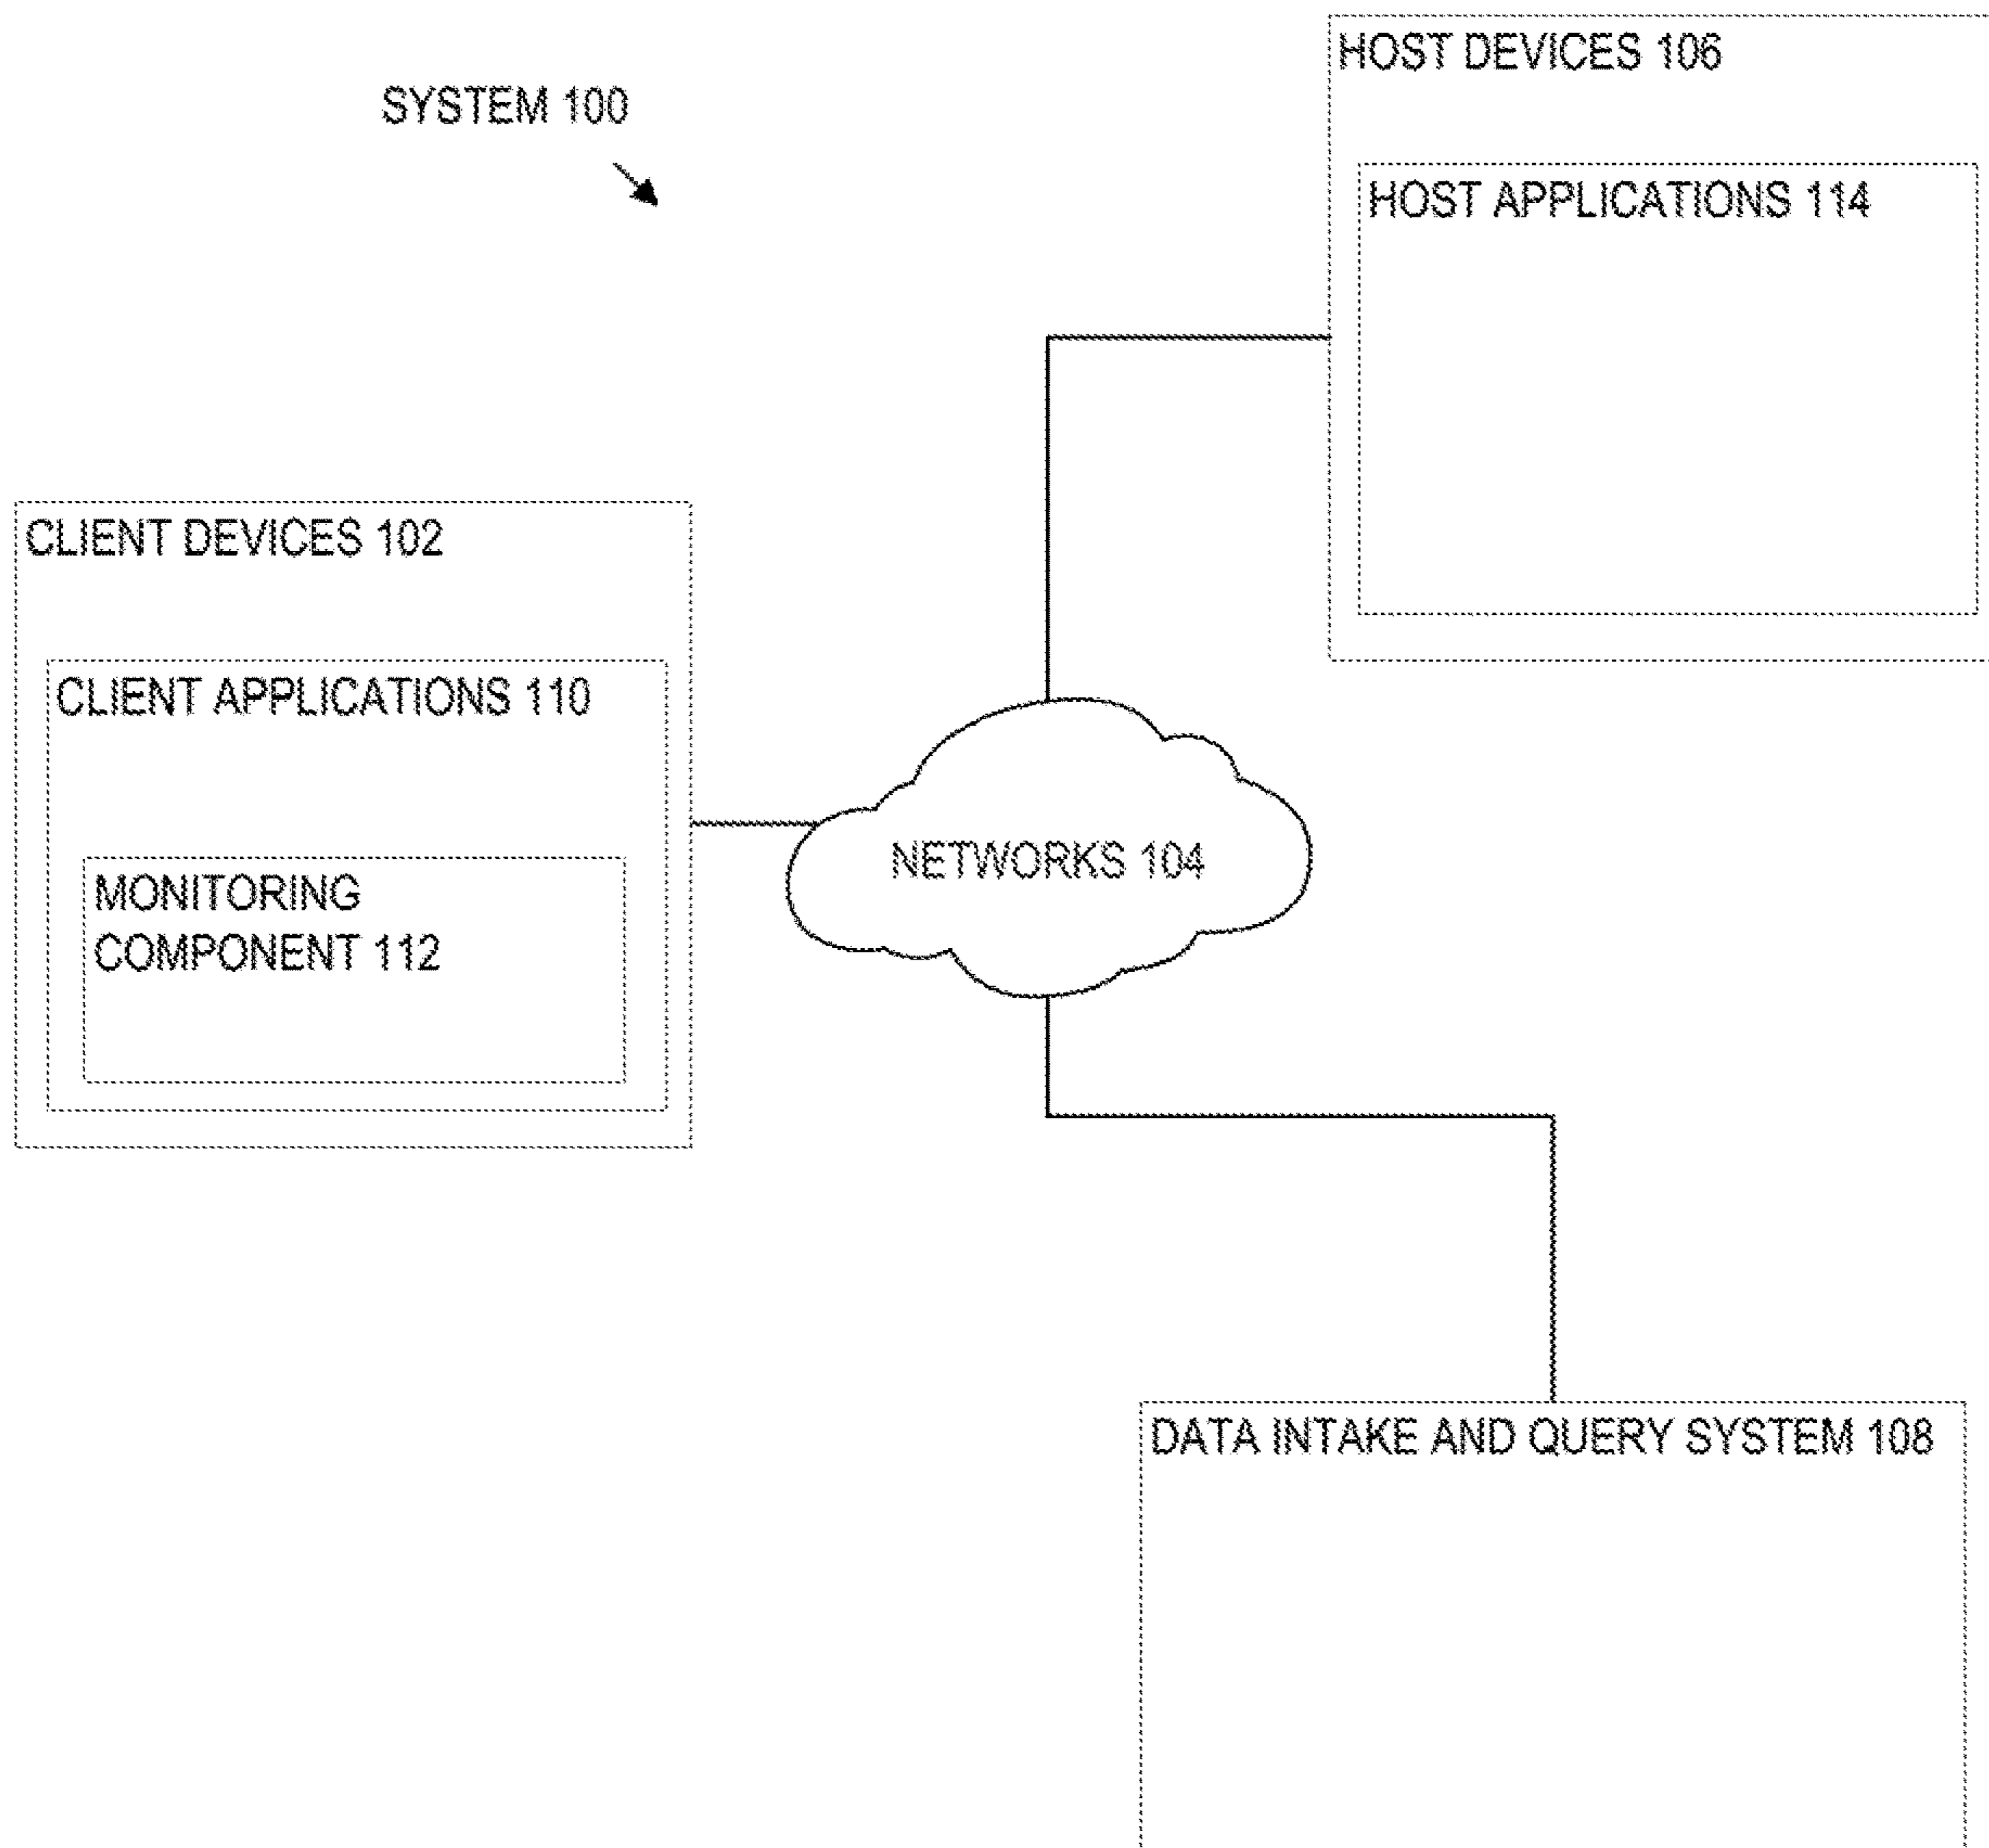 SYSTEM 100
HOST DEVICES 106
HOST APPLICATIONS 114
CLIENT DEVICES 102
CLIENT APPLICATIONS 110
MONITORING
COMPONENT 112
NETWORKS 104
DATA INTAKE AND QUERY SYSTEM 108